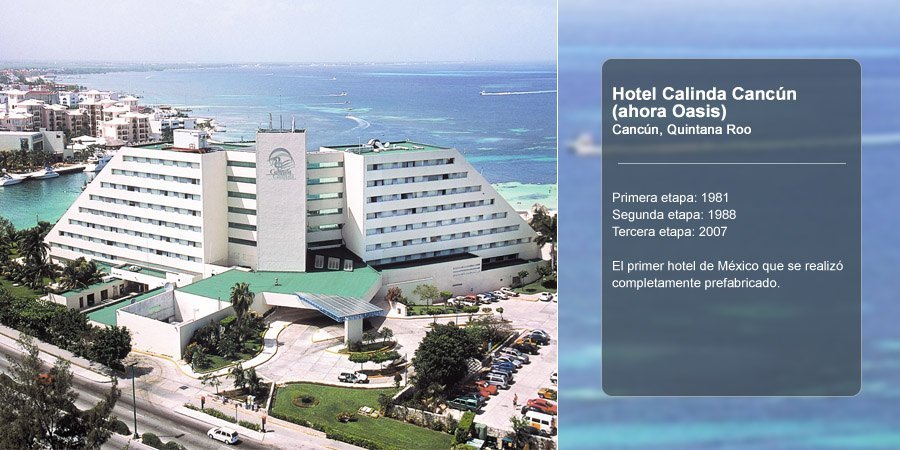 Calinda
Hotel Calinda Cancún
(ahora Oasis)
Cancún, Quintana Roo
Primera etapa: 1981
Segunda etapa: 1988
Tercera etapa: 2007
El primer hotel de México que se realizó
completamente prefabricado.